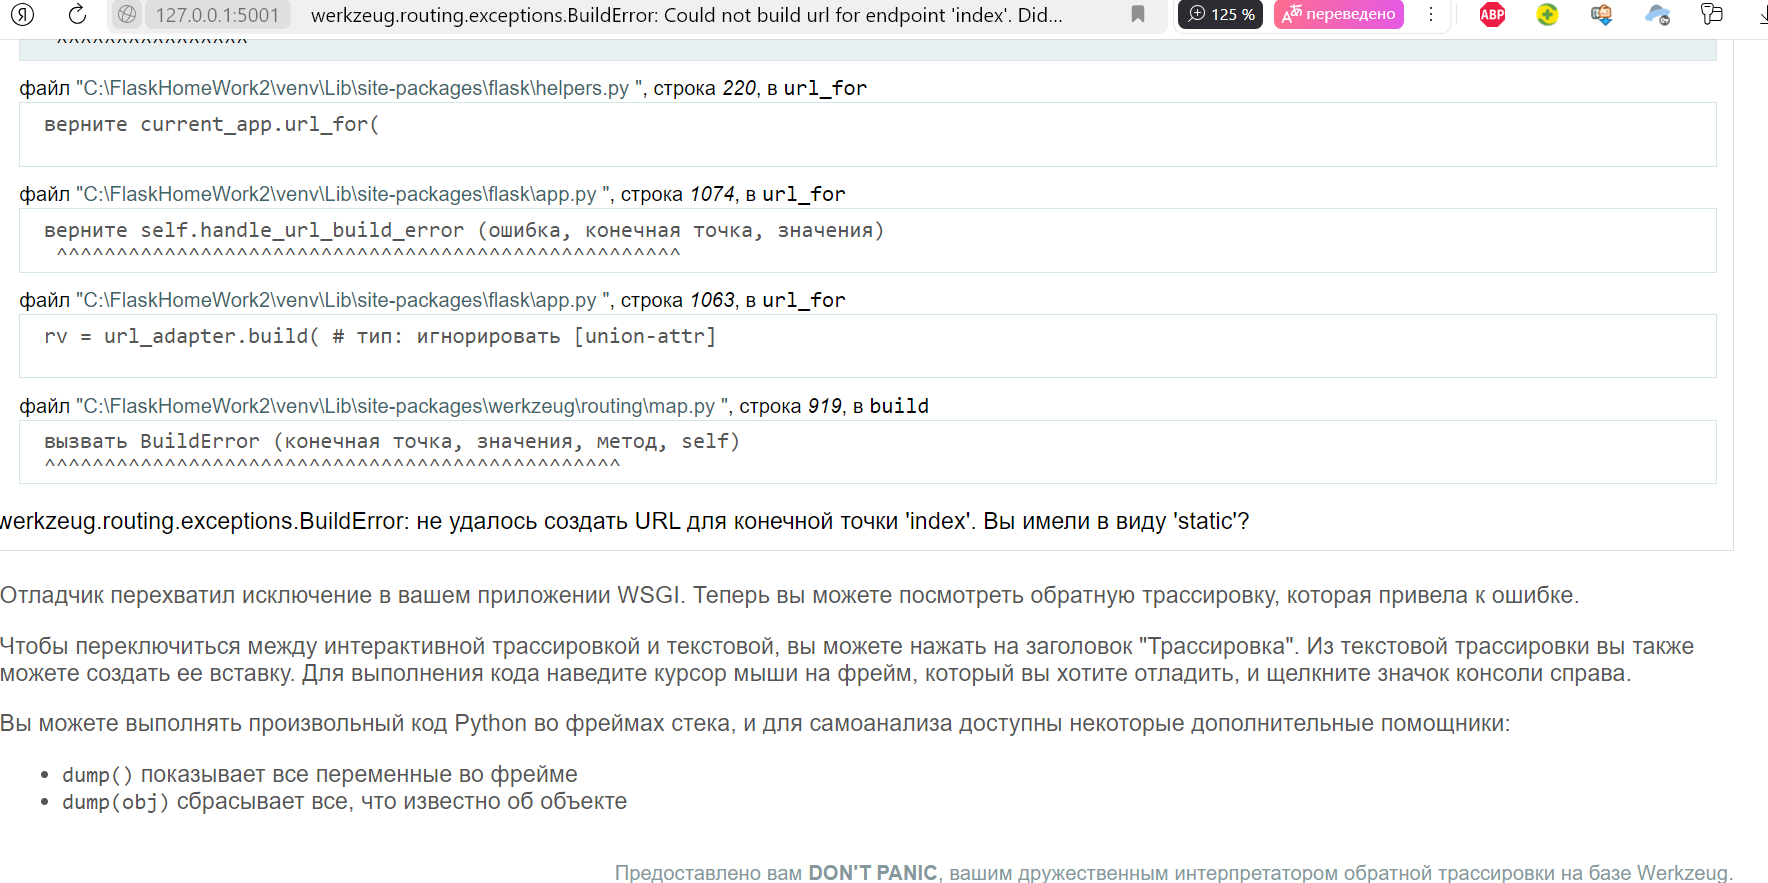 127.0.0.1:5001 werkzeug.routing.exceptions.BuildError: Could not build url for endpoint 'index'. Did... 125 % переведено ABP
^^^^^^^^^^^^^^^^
файл "C:\FlaskHomeWork2\venv\Lib\site-packages\flask\helpers.py ", строка 220, в url_for
верните current_app.url_for(
файл "C:\FlaskHomeWork2\venv\Lib\site-packages\flask\app.py ", строка 1074, в url_for
верните self.handle_url_build_error (ошибка, конечная точка, значения)
^^^^^^^^^^^^^^^^^^^^^^^^^^^^^^^^^^^^^^^^^^^^^^^^^^^^
файл "C:\FlaskHomeWork2\venv\Lib\site-packages\flask\app.py ", строка 1063, в url_for
rv = url_adapter.build( # тип: игнорировать [union-attr]
файл "C:\FlaskHomeWork2\venv\Lib\site-packages\werkzeug\routing\map.py ", строка 919, в build
вызвать BuildError (конечная точка, значения, метод, self)
^^^^^^^^^^^^^^^^^^^^^^^^^^^^^^^^^^^^^^^^^^^^^^^^
werkzeug.routing.exceptions.BuildError: не удалось создать URL для конечной точки 'index'. Вы имели в виду 'static'?
Отладчик перехватил исключение в вашем приложении WSGI. Теперь вы можете посмотреть обратную трассировку, которая привела к ошибке.
Чтобы переключиться между интерактивной трассировкой и текстовой, вы можете нажать на заголовок "Трассировка". Из текстовой трассировки вы также
можете создать ее вставку. Для выполнения кода наведите курсор мыши на фрейм, который вы хотите отладить, и щелкните значок консоли справа.
Вы можете выполнять произвольный код Python во фреймах стека, и для самоанализа доступны некоторые дополнительные помощники:
• dump() показывает все переменные во фрейме
• dump(obj) сбрасывает все, что известно об объекте
Предоставлено вам DON'T PANIC, вашим дружественным интерпретатором обратной трассировки на базе Werkzeug.